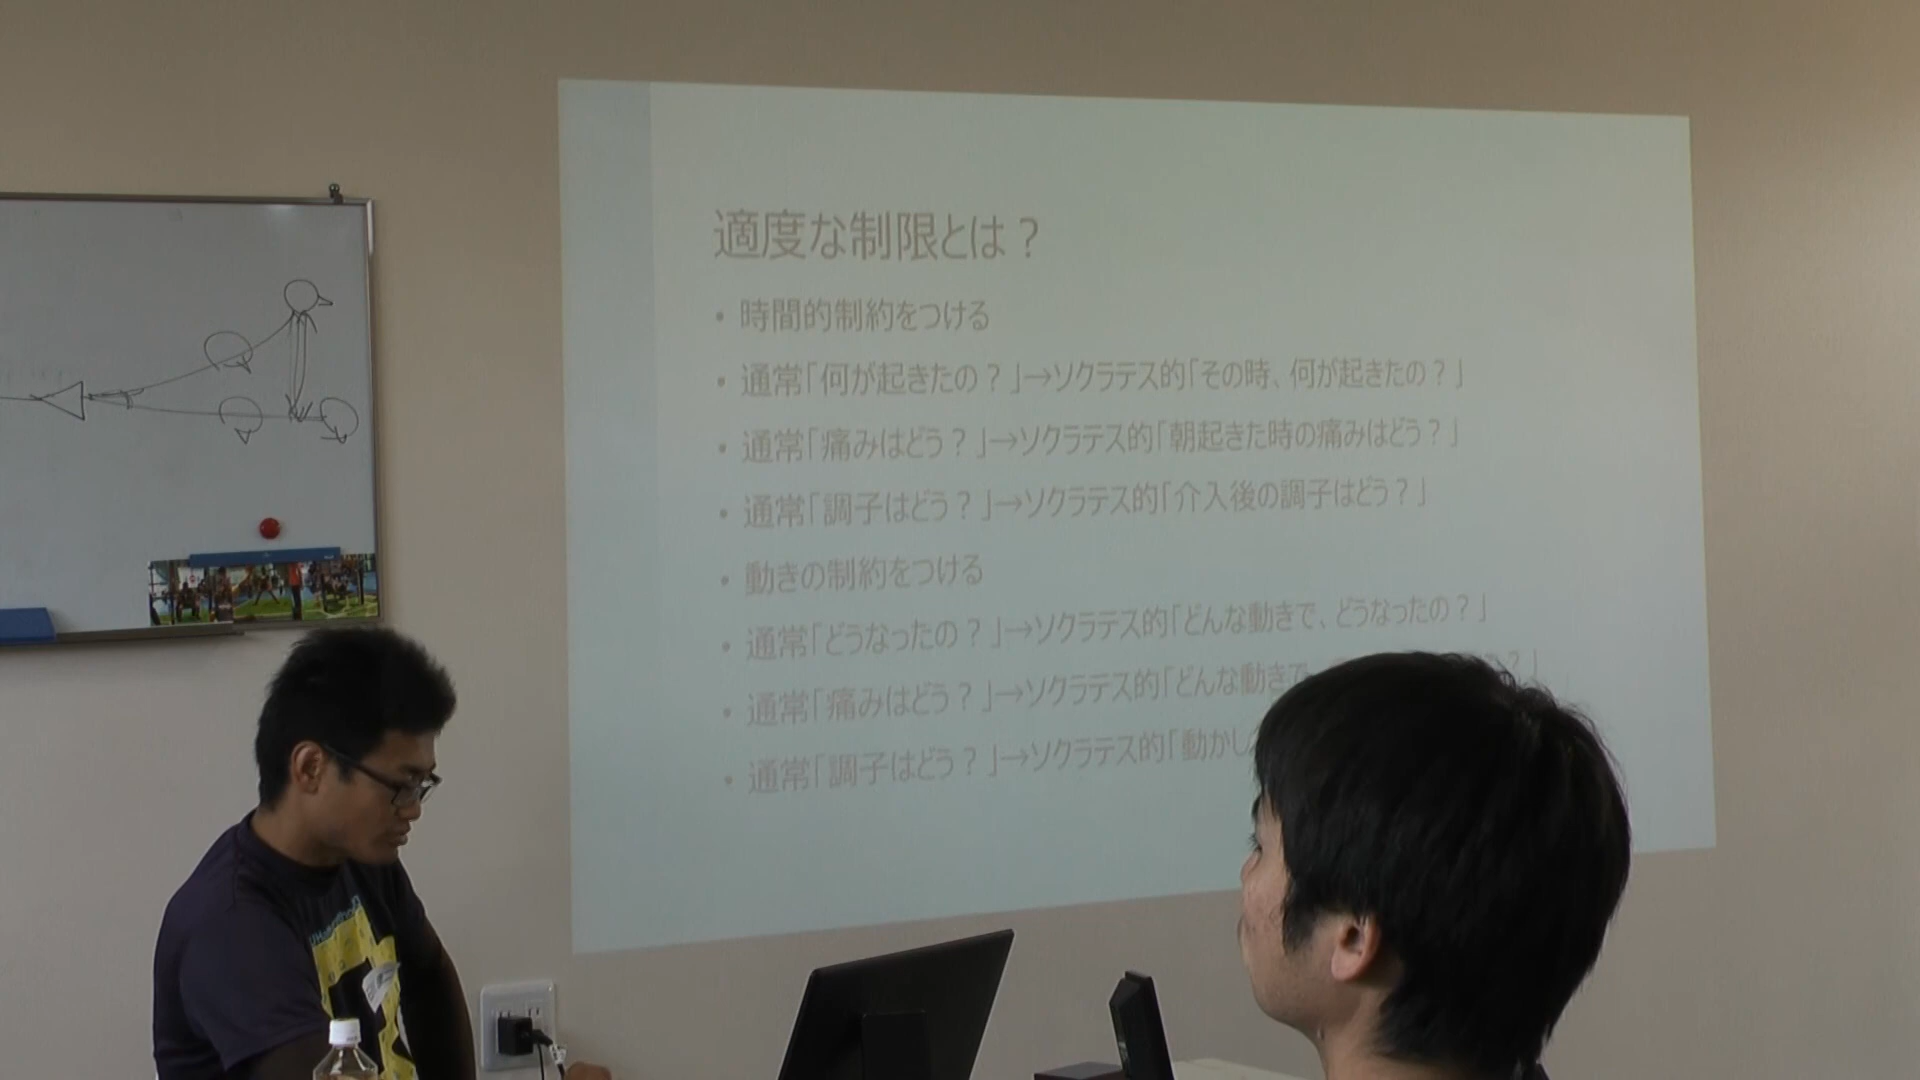 適度な制限とは？
• 時間的制約をつける
• 通常「何が起きたの？」→ソクラテス的「その時、何が起きたの？」
• 通常「痛みはどう？」→ソクラテス的「朝起きた時の痛みはどう？」
• 通常「調子はどう？」→ソクラテス的「介入後の調子はどう？」
• 動きの制約をつける
• 通常「どうなったの？」→ソクラテス的「どんな動きで、どうなったの？」
• 通常「痛みはどう？」→ソクラテス的「どんな動きで ？」
• 通常「調子はどう？」→ソクラテス的「動かし